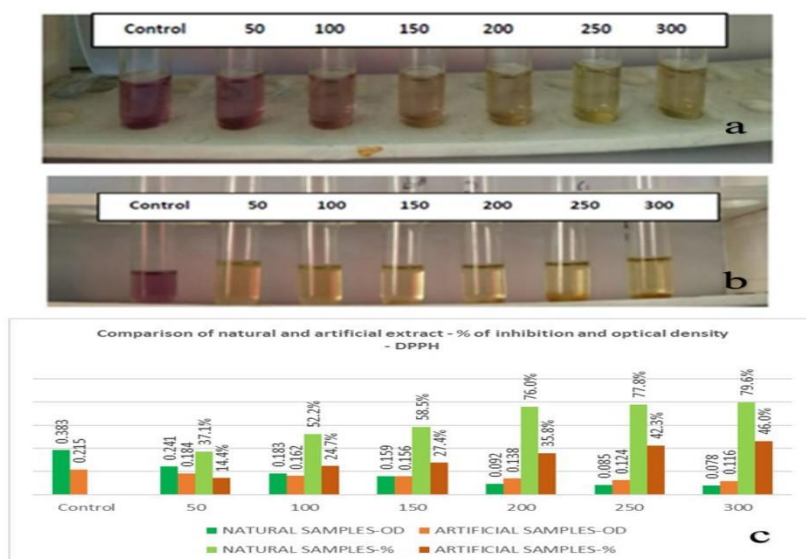 Control 50 100 150 200 250 300
a
Control 50 100 150 200 250 300
b
Comparison of natural and artificial extract - % of inhibition and optical density
- DPPH
0.383 0.215 0.241 0.184 37.1% 14.4% 0.183 0.162 52.2% 24.7% 0.159 0.156 58.5% 27.4% 0.092 0.138 76.0% 35.8% 0.085 0.124 77.8% 42.3% 0.078 0.116 79.6% 46.0%
Control 50 100 150 200 250 300
NATURAL SAMPLES-OD ARTIFICIAL SAMPLES-OD
NATURAL SAMPLES-% ARTIFICIAL SAMPLES-%
c